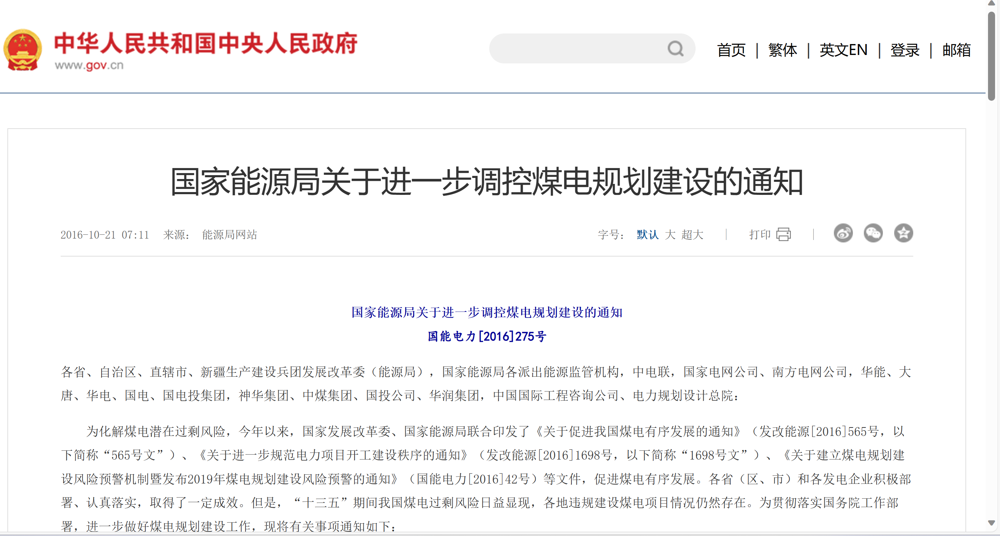 中华人民共和国中央人民政府
www.gov.cn
首页 | 繁体 | 英文EN | 登录 | 邮箱
国家能源局关于进一步调控煤电规划建设的通知
2016-10-21 07:11 来源： 能源局网站
字号： 默认 大 超大 | 打印 |
国家能源局关于进一步调控煤电规划建设的通知
国能电力[2016]275号
各省、自治区、直辖市、新疆生产建设兵团发展改革委（能源局），国家能源局各派出能源监管机构，中电联，国家电网公司、南方电网公司，华能、大
唐、华电、国电、国电投集团，神华集团、中煤集团、国投公司、华润集团，中国国际工程咨询公司、电力规划设计总院：
为化解煤电潜在过剩风险，今年以来，国家发展改革委、国家能源局联合印发了《关于促进我国煤电有序发展的通知》（发改能源[2016]565号，以
下简称“565号文”）、《关于进一步规范电力项目开工建设秩序的通知》（发改能源[2016]1698号，以下简称“1698号文”）、《关于建立煤电规划建
设风险预警机制暨发布2019年煤电规划建设风险预警的通知》（国能电力[2016]42号）等文件，促进煤电有序发展。各省（区、市）和各发电企业积极部
署、认真落实，取得了一定成效。但是，“十三五”期间我国煤电过剩风险日益显现，各地违规建设煤电项目情况仍然存在。为贯彻落实国务院工作部
署，进一步做好煤电规划建设工作，现将有关事项通知如下：